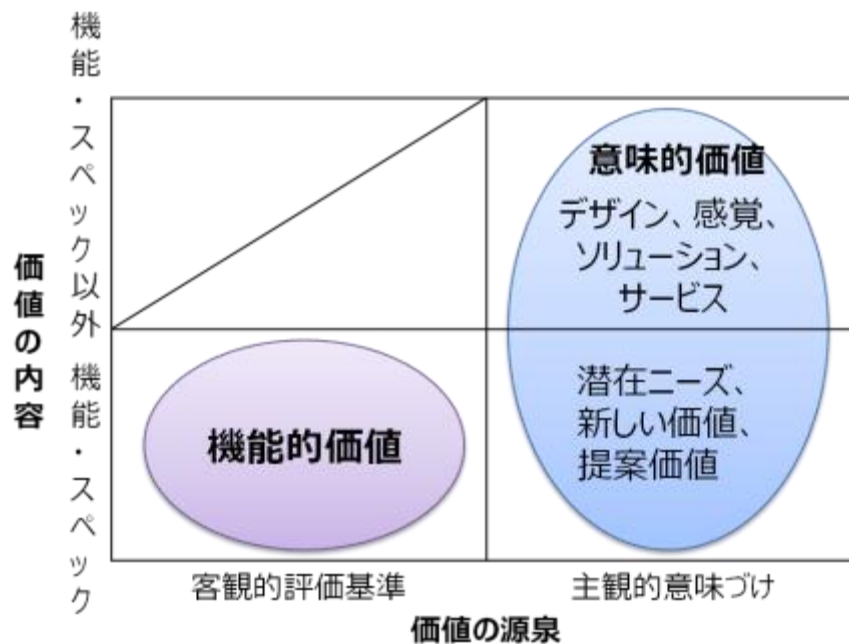 価値の内容
機能・スペック以外
機能・スペック
意味的価値
デザイン、感覚、
ソリューション、
サービス
機能的価値
潜在ニーズ、
新しい価値、
提案価値
客観的評価基準
主観的意味づけ
価値の源泉